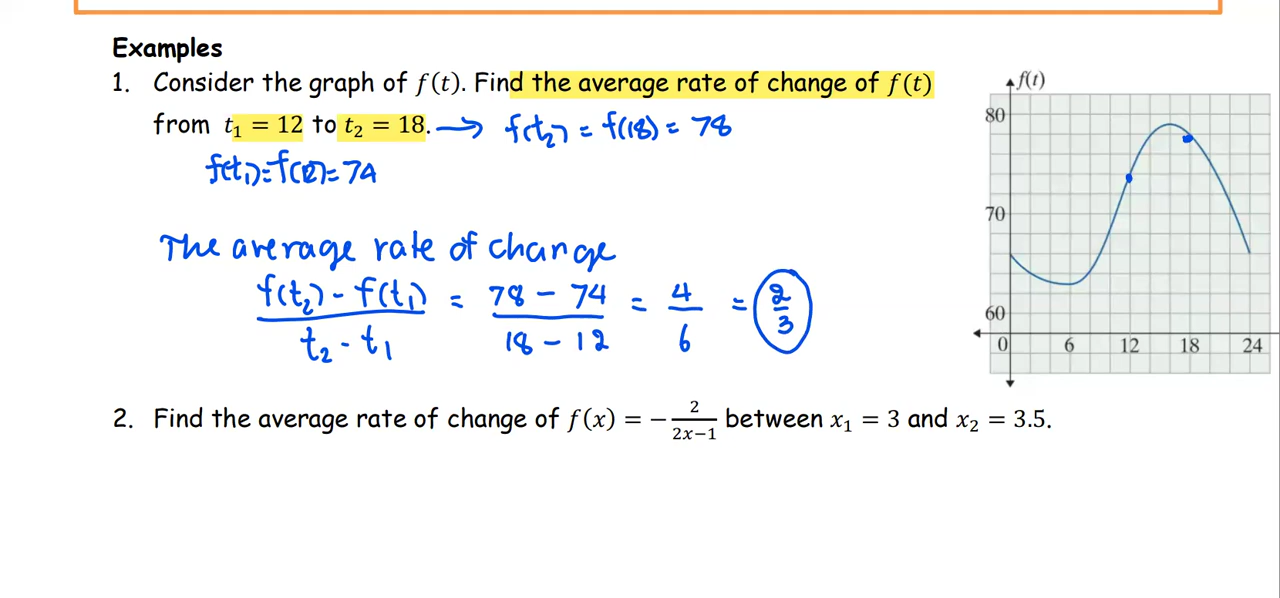 Examples
1. Consider the graph of f(t). Find the average rate of change of f(t)
from t₁ = 12 to t₂ = 18. → f(t₂) = f(18) = 78
f(t₁) = f(12) = 74
The average rate of change
f(t₂) - f(t₁) / t₂ - t₁ = 78 - 74 / 18 - 12 = 4/6 = 2/3
f(t)
80
70
60
0 6 12 18 24
2. Find the average rate of change of f(x) = −2/(2x−1) between x₁ = 3 and x₂ = 3.5.